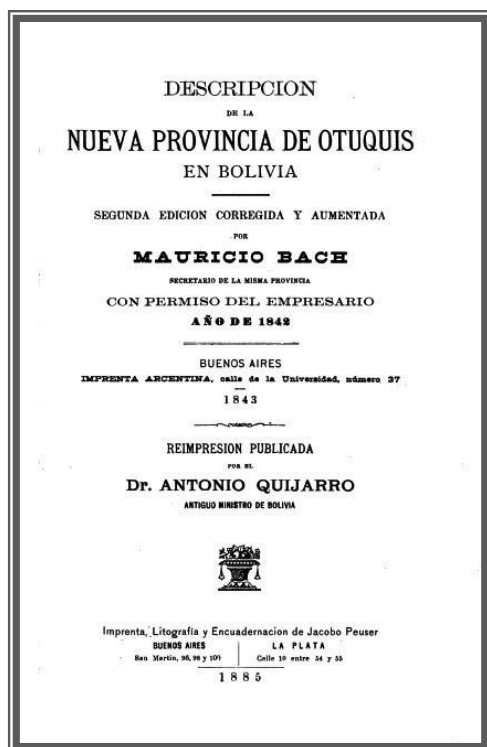 DESCRIPCION
DE LA
NUEVA PROVINCIA DE OTUQUIS
EN BOLIVIA
SEGUNDA EDICION CORREGIDA Y AUMENTADA
POR
MAURICIO BACH
SECRETARIO DE LA MISMA PROVINCIA
CON PERMISO DEL EMPRESARIO
AÑO DE 1842
BUENOS AIRES
IMPRENTA ARGENTINA, calle de la Universidad, número 37
1843
REIMPRESION PUBLICADA
POR EL
Dr. ANTONIO QUIJARRO
ANTIGUO MINISTRO DE BOLIVIA
Imprenta, Litografía y Encuadernacion de Jacobo Peuser
BUENOS AIRES LA PLATA
San Martin, 96, 98 y 100 Calle 10 entre 54 y 55
1885